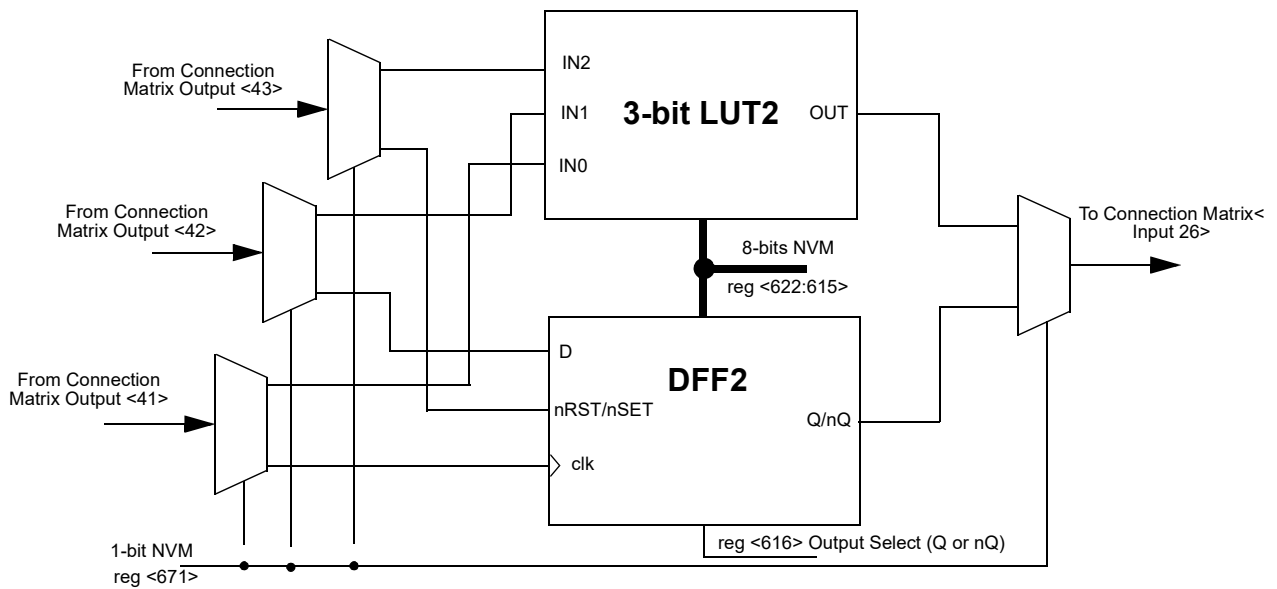 From Connection
Matrix Output <43>
IN2
IN1
IN0
3-bit LUT2
OUT
From Connection
Matrix Output <42>
To Connection Matrix<
Input 26>
8-bits NVM
reg <622:615>
D
DFF2
From Connection
Matrix Output <41>
nRST/nSET
Q/nQ
clk
reg <616> Output Select (Q or nQ)
1-bit NVM
reg <671>